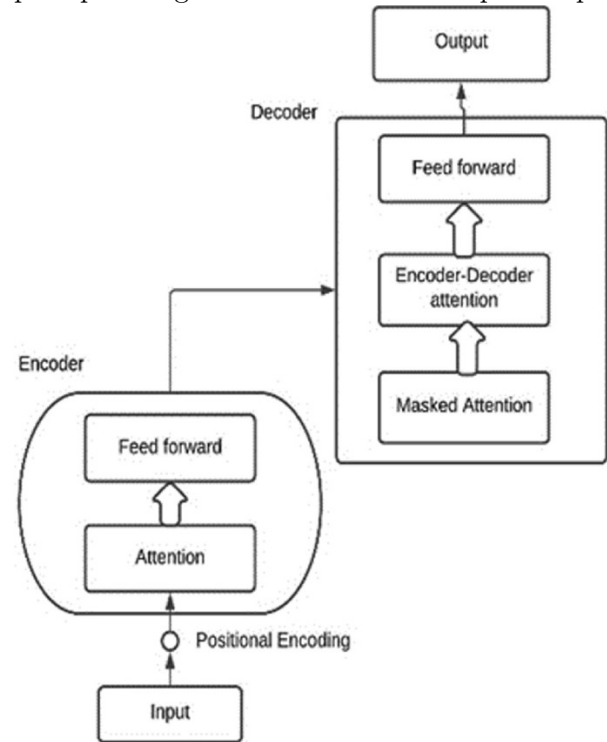 Output
Decoder
Feed forward
Encoder-Decoder
attention
Masked Attention
Encoder
Feed forward
Attention
Positional Encoding
Input